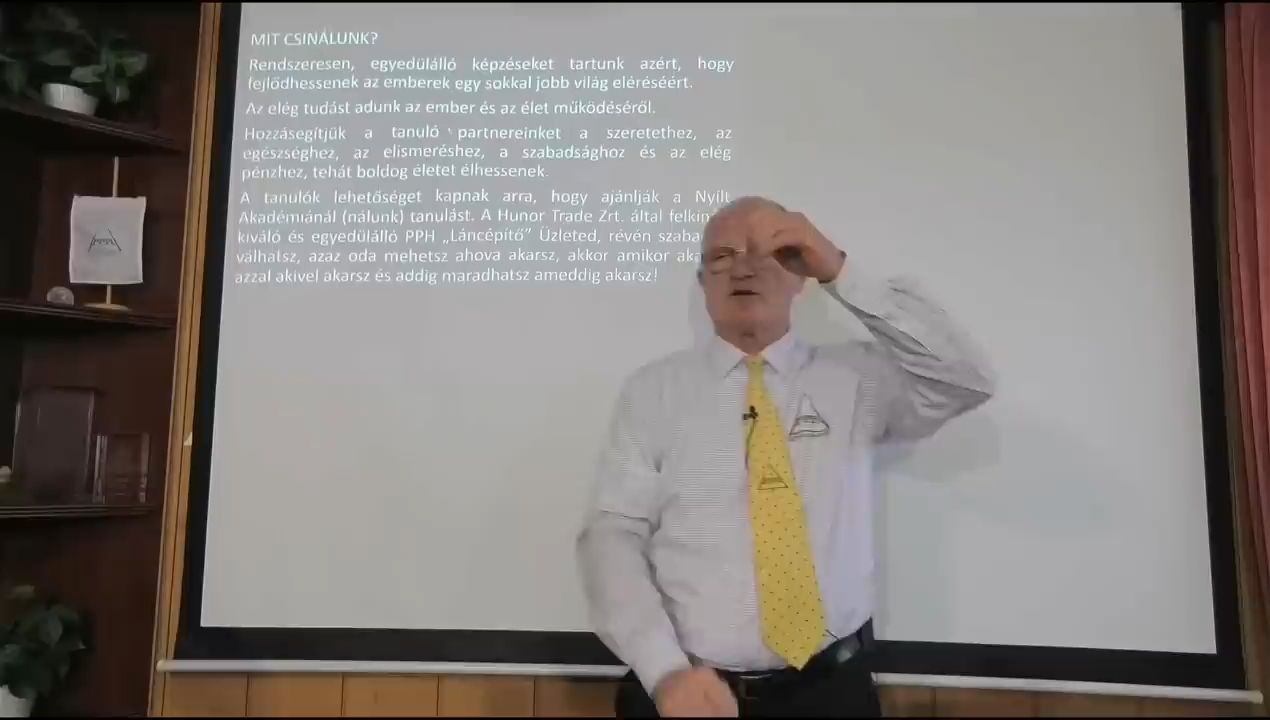 MIT CSINÁLUNK?
Rendszeresen, egyedülálló képzéseket tartunk azért, hogy
fejlődhessenek az emberek egy sokkal jobb világ eléréséért.
Az elég tudást adunk az ember és az élet működéséről.
Hozzásegítjük a tanuló partnereinket a szeretethez, az
egészséghez, az elismeréshez, a szabadsághoz és az elég
pénzhez, tehát boldog életet élhessenek.
A tanulók lehetőséget kapnak arra, hogy ajánlják a Nyílt
Akadémiánál (nálunk) tanulást. A Hunor Trade Zrt. által
kiváló és egyedülálló PPH „Láncépítő” Üzleted, révén
válhatsz, azaz oda mehetsz ahova akarsz, akkor amikor
azzal akivel akarsz és addig maradhatsz ameddig akarsz!